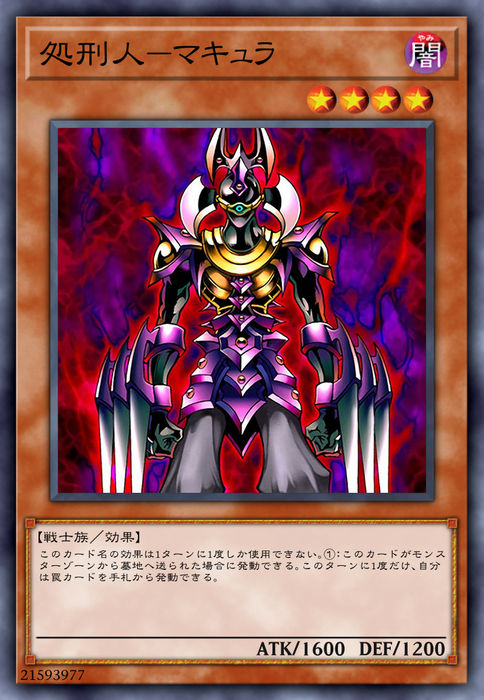 処刑人－マキュラ
やみ
闇
【戦士族／効果】
このカード名の効果は1ターンに1度しか使用できない。①：このカードがモンス
ターゾーンから墓地へ送られた場合に発動できる。このターンに1度だけ、自分
は罠カードを手札から発動できる。
ATK/1600 DEF/1200
21593977